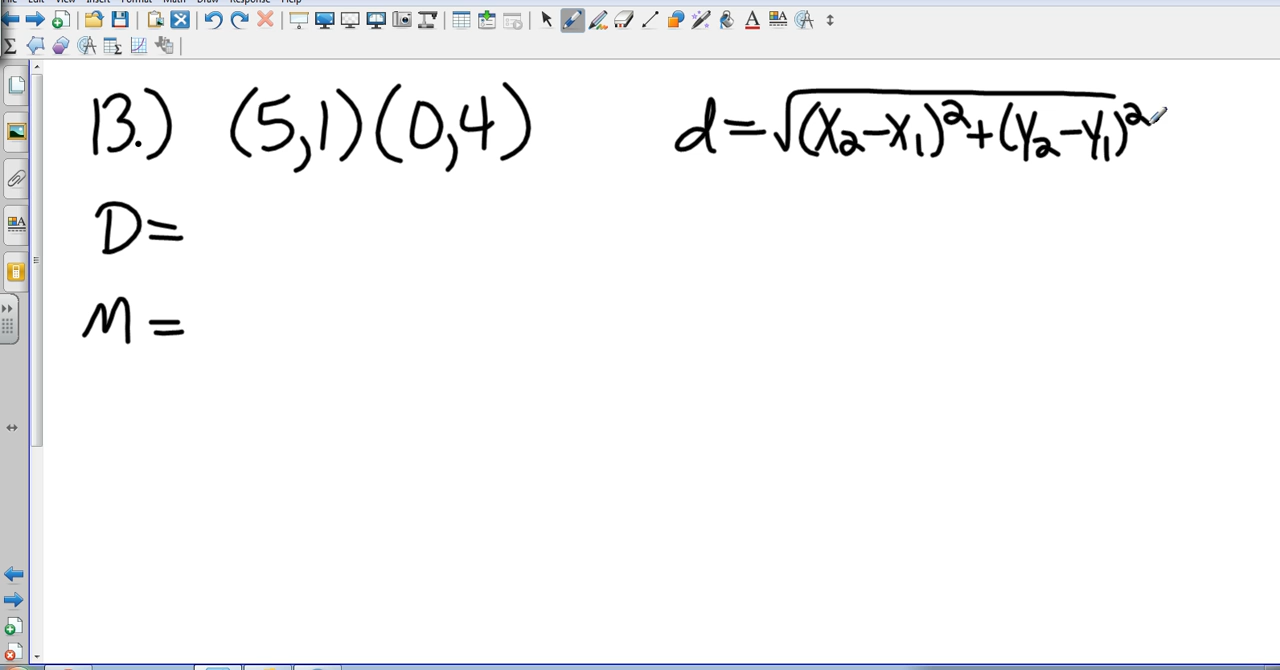 13.) (5,1)(0,4) d=√(x₂-x₁)²+(y₂-y₁)²
D=
M=